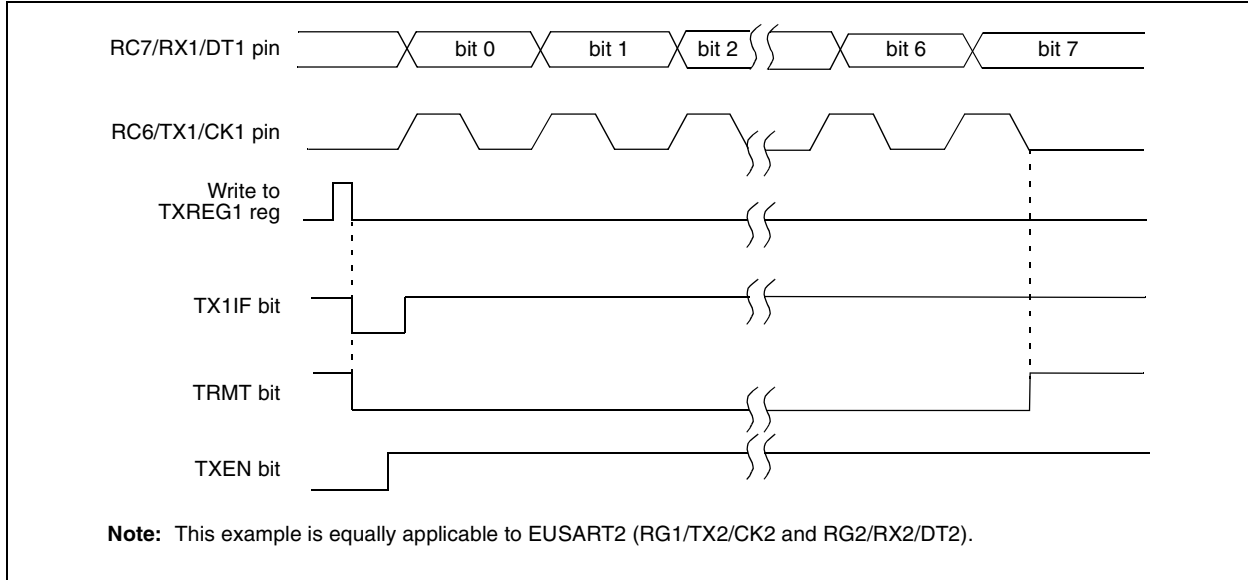 RC7/RX1/DT1 pin
bit 0
bit 1
bit 2
bit 6
bit 7
RC6/TX1/CK1 pin
Write to
TXREG1 reg
TX1IF bit
TRMT bit
TXEN bit
Note: This example is equally applicable to EUSART2 (RG1/TX2/CK2 and RG2/RX2/DT2).